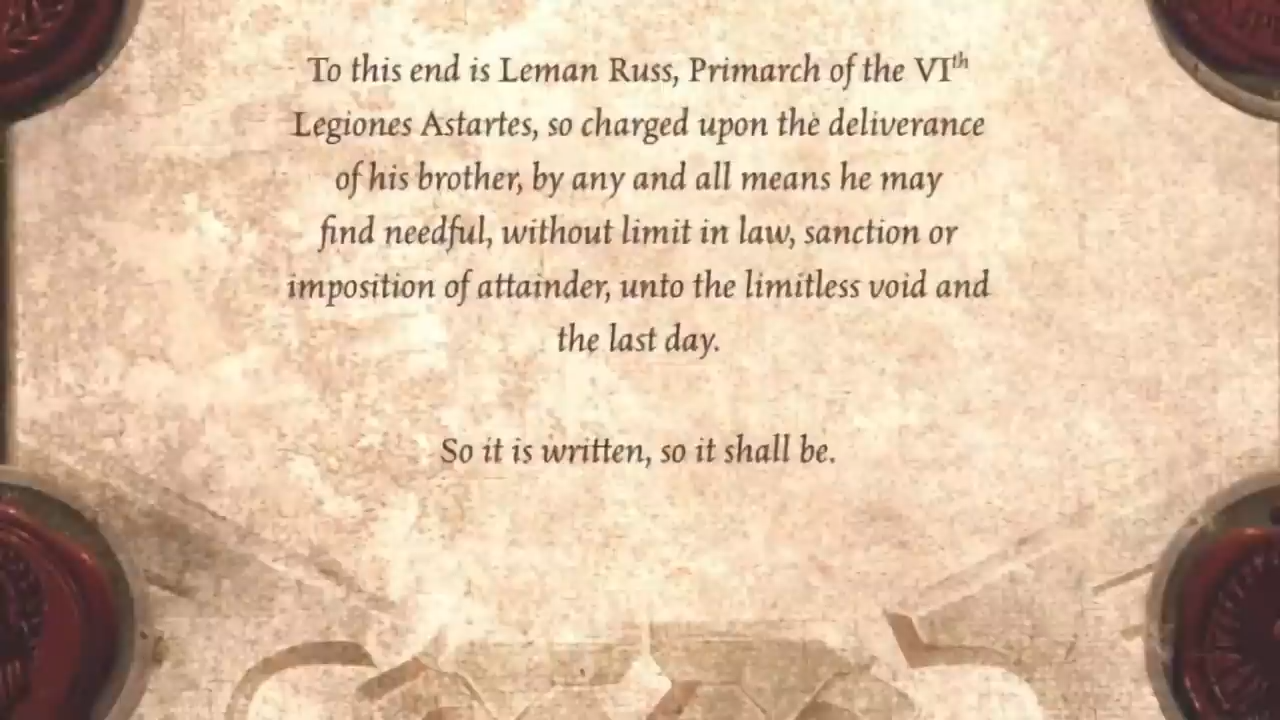 To this end is Leman Russ, Primarch of the VIth
Legiones Astartes, so charged upon the deliverance
of his brother, by any and all means he may
find needful, without limit in law, sanction or
imposition of attainder, unto the limitless void and
the last day.
So it is written, so it shall be.